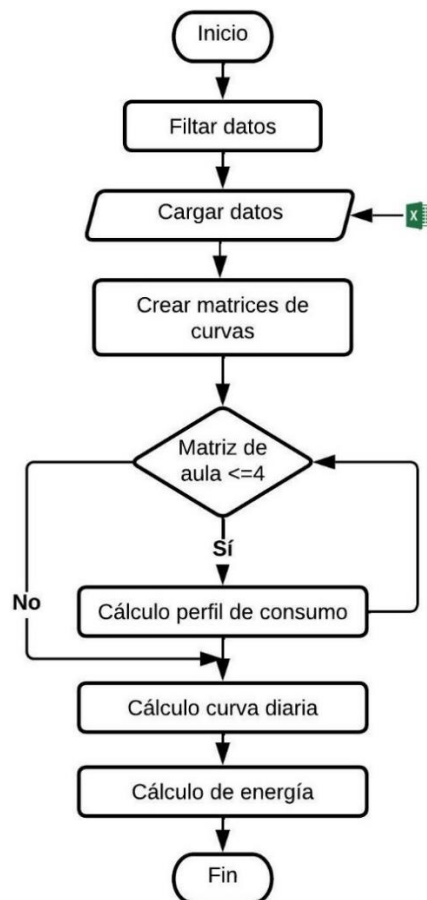 Inicio
Filtar datos
Cargar datos
X
Crear matrices de
curvas
Matriz de
aula <=4
Sí
No
Cálculo perfil de consumo
Cálculo curva diaria
Cálculo de energía
Fin